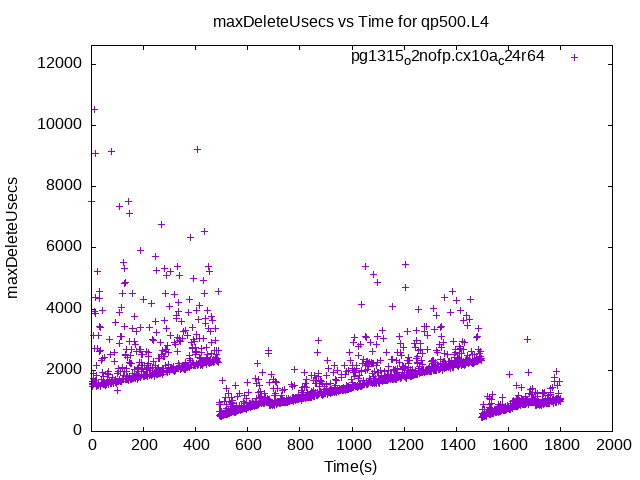 maxDeleteUsecs vs Time for qp500.L4
pg1315o2nofp.cx10ac24r64
12000
10000
8000
6000
4000
2000
0
maxDeleteUsecs
0 200 400 600 800 1000 1200 1400 1600 1800 2000
Time(s)